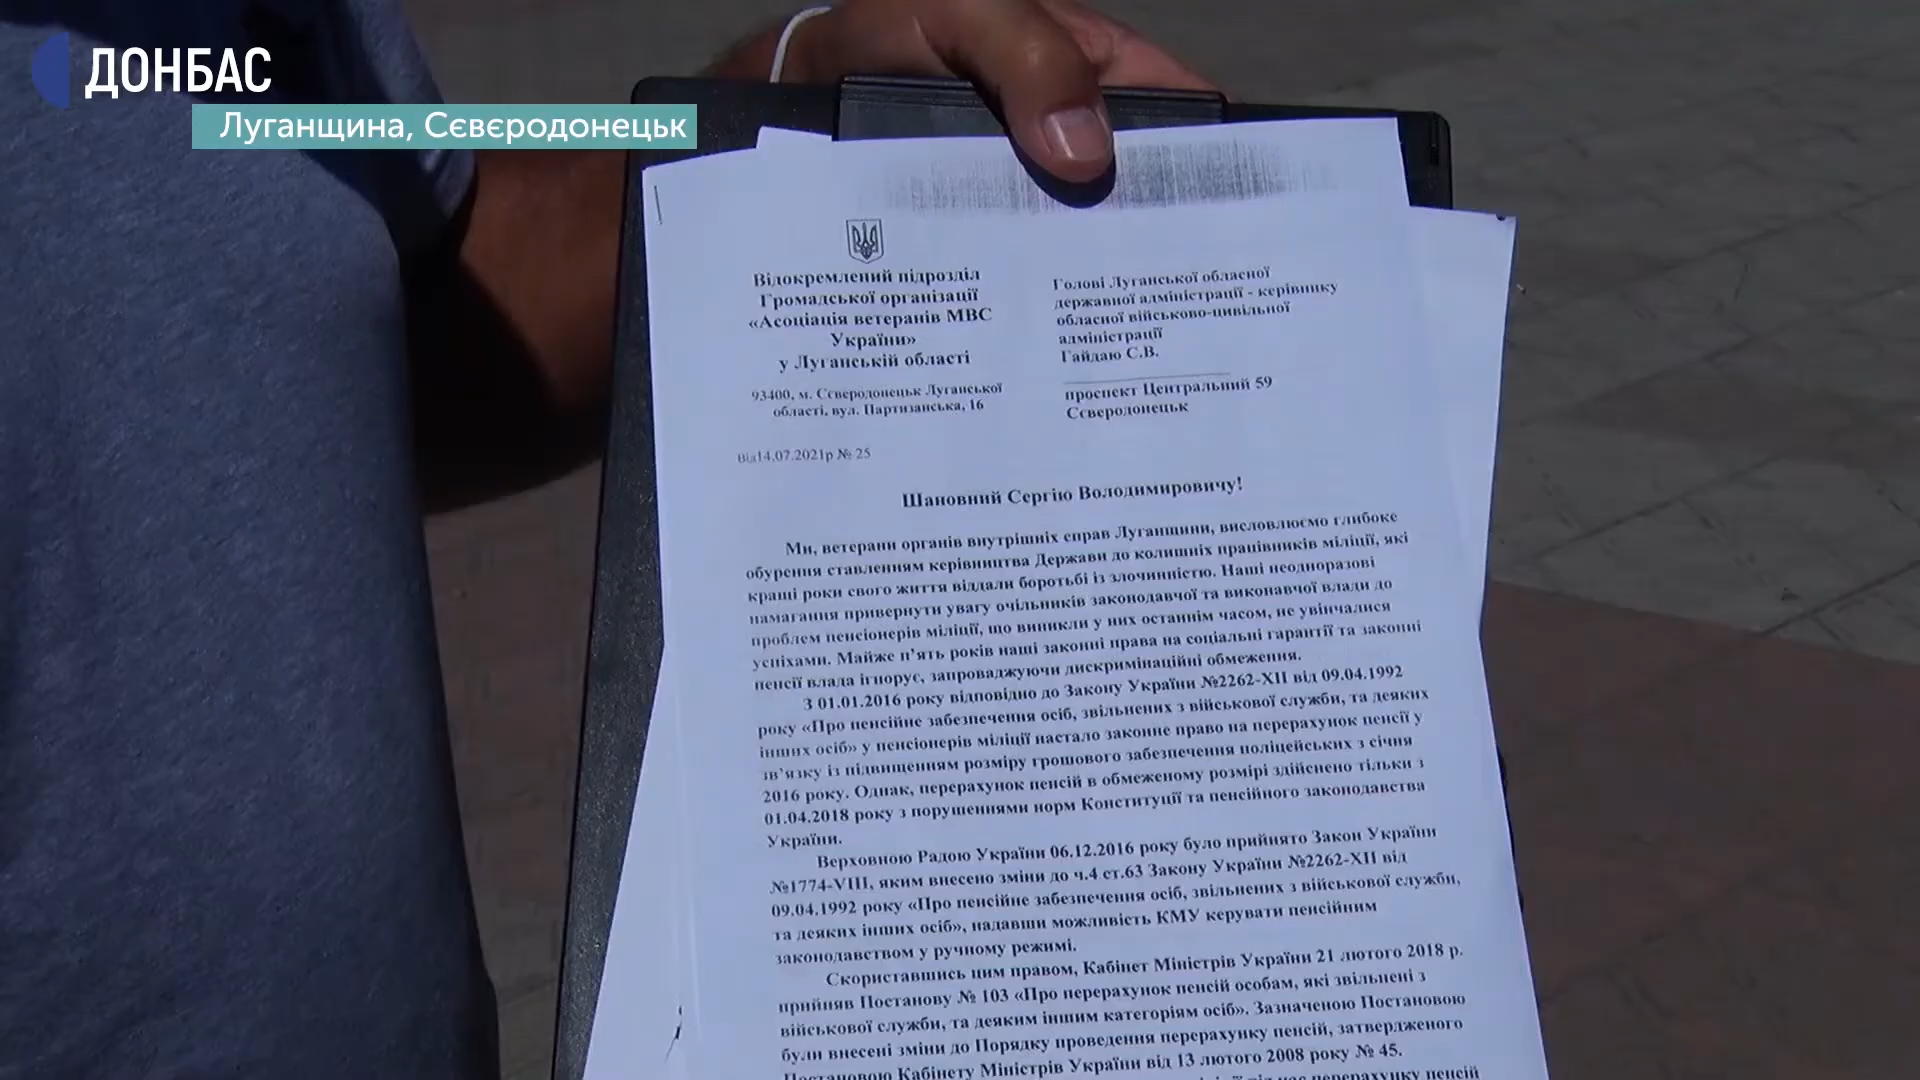 ДОНБАС
Луганщина, Сєвєродонецьк
Відокремлений підрозділ
Громадської організації
«Асоціація ветеранів МВС
України»
у Луганській області
93400, м. Сєверодонецьк Луганської
області, вул. Партизанська, 16
Голові Луганської обласної
державної адміністрації - керівнику
обласної військово-цивільної
адміністрації
Гайдаю С.В.
проспект Центральний 59
Сєверодонецьк
Від14.07.2021р № 25
Шановний Сергію Володимировичу!
Ми, ветерани органів внутрішніх справ Луганщини, висловлюємо глибоке
обурення ставленням керівництва Держави до колишніх працівників міліції, які
кращі роки свого життя віддали боротьбі із злочинністю. Наші неодноразові
намагання привернути увагу очільників законодавчої та виконавчої влади до
проблем пенсіонерів міліції, що виникли у них останнім часом, не увінчалися
успіхами. Майже п’ять років наші законні права на соціальні гарантії та законні
пенсії влада ігнорує, запроваджуючи дискримінаційні обмеження.
З 01.01.2016 року відповідно до Закону України №2262-XII від 09.04.1992
року «Про пенсійне забезпечення осіб, звільнених з військової служби, та деяких
інших осіб» у пенсіонерів міліції настало законне право на перерахунок пенсії у
зв’язку із підвищенням розміру грошового забезпечення поліцейських з січня
2016 року. Однак, перерахунок пенсій в обмеженому розмірі здійснено тільки з
01.04.2018 року з порушеннями норм Конституції та пенсійного законодавства
України.
Верховною Радою України 06.12.2016 року було прийнято Закон України
№1774-VIII, яким внесено зміни до ч.4 ст.63 Закону України №2262-XII від
09.04.1992 року «Про пенсійне забезпечення осіб, звільнених з військової служби,
та деяких інших осіб», надавши можливість КМУ керувати пенсійним
законодавством у ручному режимі.
Скориставшись цим правом, Кабінет Міністрів України 21 лютого 2018 р.
прийняв Постанову № 103 «Про перерахунок пенсій особам, які звільнені з
військової служби, та деяким іншим категоріям осіб». Зазначеною Постановою
були внесені зміни до Порядку проведення перерахунку пенсій, затвердженого
Постановою Кабінету Міністрів України від 13 лютого 2008 року № 45.
перерахунку пенсій